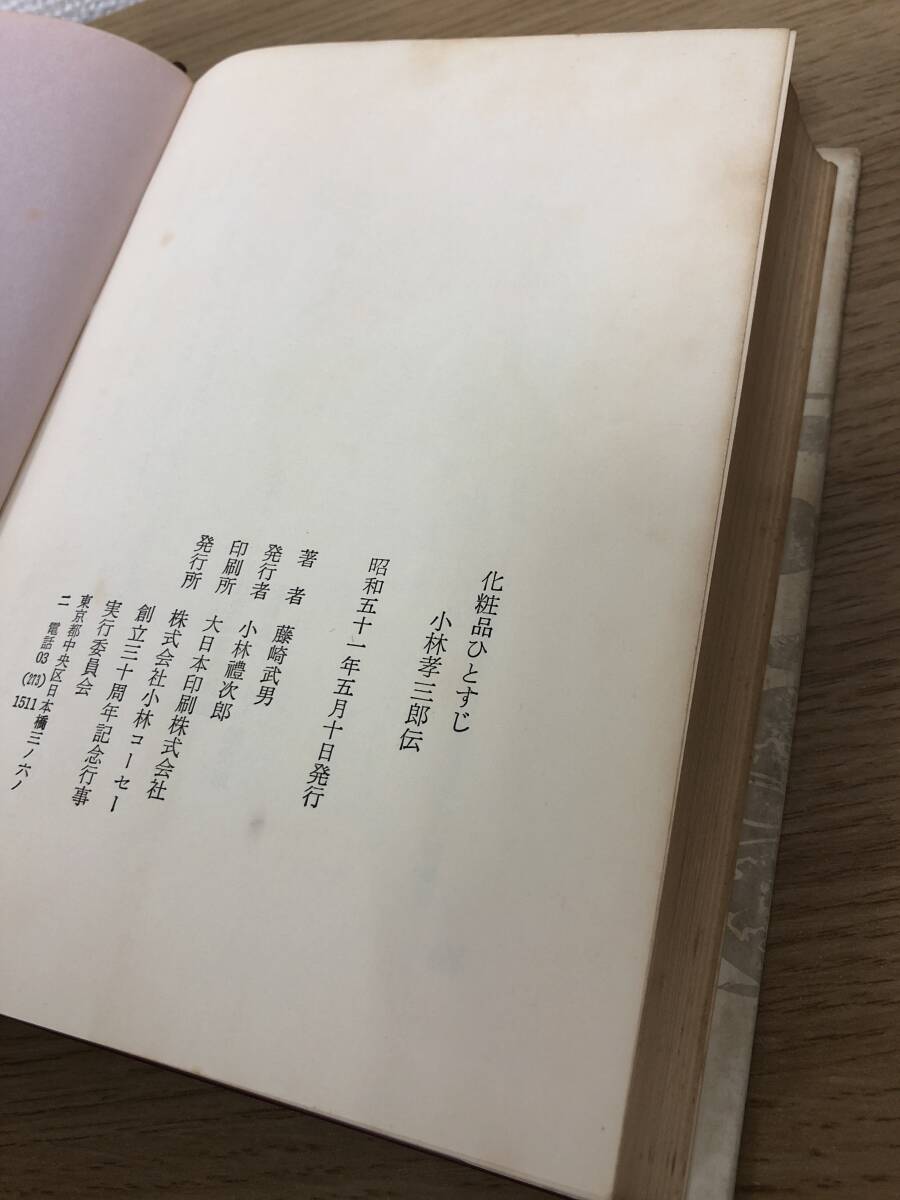 化粧品ひとすじ
小林孝三郎伝
昭和五十一年五月十日発行
著者 藤崎武男
発行者 小林禮次郎
印刷所 大日本印刷株式会社
発行所 株式会社小林コーセー
創立三十周年記念行事
実行委員会
東京都中央区日本橋三ノ六ノ
二 電話03(273)1511